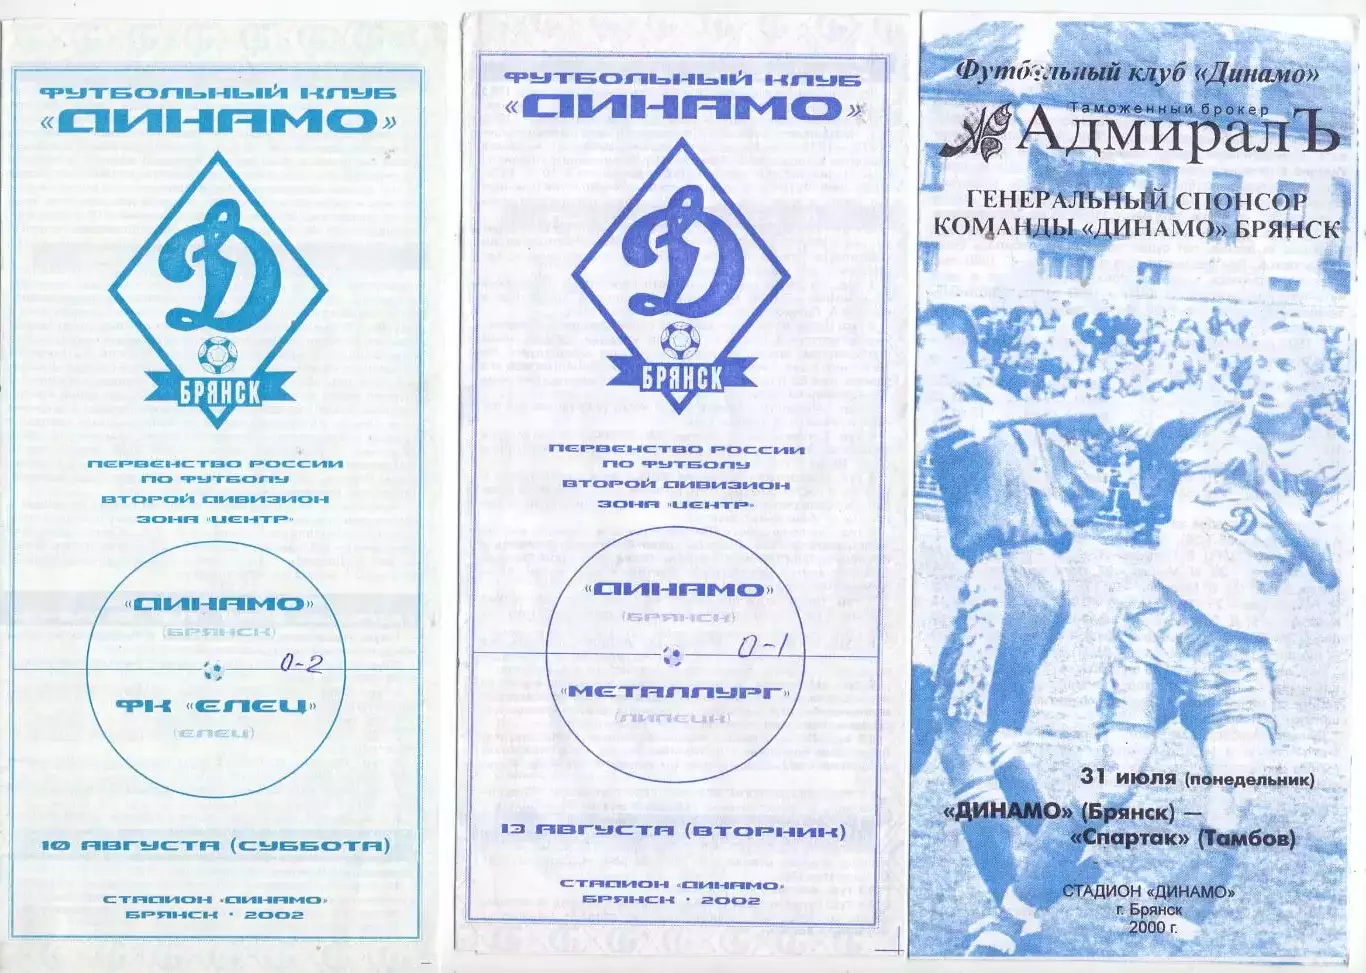 ФУТБОЛЬНЫЙ КЛУБ
«ДИНАМО»
Д
БРЯНСК
ПЕРВЕНСТВО РОССИИ
ПО ФУТБОЛУ
ВТОРОЙ ДИВИЗИОН
ЗОНА «ЦЕНТР»
«ДИНАМО»
(БРЯНСК)
0-2
ФК «ЕЛЕЦ»
(ЕЛЕЦ)
10 АВГУСТА (СУББОТА)
СТАДИОН «ДИНАМО»
БРЯНСК · 2002
ФУТБОЛЬНЫЙ КЛУБ
«ДИНАМО»
Д
БРЯНСК
ПЕРВЕНСТВО РОССИИ
ПО ФУТБОЛУ
ВТОРОЙ ДИВИЗИОН
ЗОНА «ЦЕНТР»
«ДИНАМО»
(БРЯНСК)
0-1
«МЕТАЛЛУРГ»
(ЛИПЕЦК)
13 АВГУСТА (ВТОРНИК)
СТАДИОН «ДИНАМО»
БРЯНСК · 2002
Футбольный клуб «Динамо»
Таможенный брокер
АдмиралЪ
ГЕНЕРАЛЬНЫЙ СПОНСОР
КОМАНДЫ «ДИНАМО» БРЯНСК
Д
31 июля (понедельник)
«ДИНАМО» (Брянск) —
«Спартак» (Тамбов)
СТАДИОН «ДИНАМО»
г. Брянск
2000 г.